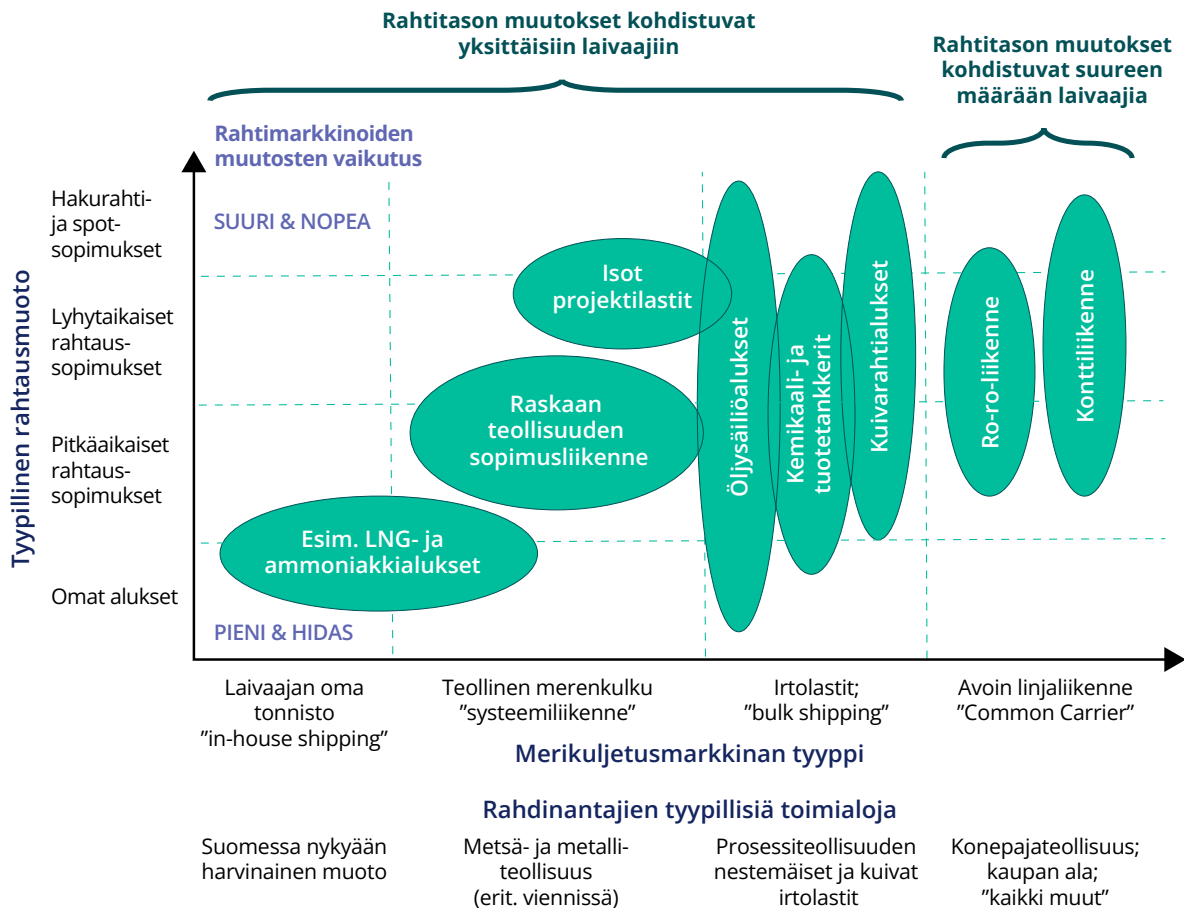 Rahtitason muutokset kohdistuvat
yksittäisiin laivaajiin
Rahtitason muutokset
kohdistuvat suureen
määrään laivaajia
Rahtimarkkinoiden
muutosten vaikutus
SUURI & NOPEA
Tyypillinen rahtausmuoto
Hakurahti-
ja spot-
sopimukset
Lyhytaikaiset
rahtaus-
sopimukset
Pitkäaikaiset
rahtaus-
sopimukset
Omat alukset
Isot
projektilastit
Raskaan
teollisuuden
sopimusliikenne
Esim. LNG- ja
ammoniakkialukset
Öljysäiliöalukset
Kemikaali- ja
tuotetankkerit
Kuivarahtialukset
Ro-ro-liikenne
Konttiliikenne
PIENI & HIDAS
Laivaajan oma
tonnisto
”in-house shipping”
Teollinen merenkulku
”systeemiliikenne”
Irtolastit;
”bulk shipping”
Avoin linjaliikenne
”Common Carrier”
Merikuljetusmarkkinan tyyppi
Rahdinantajien tyypillisiä toimialoja
Suomessa nykyään
harvinainen muoto
Metsä- ja metalli-
teollisuus
(erit. viennissä)
Prosessiteollisuuden
nestemäiset ja kuivat
irtolastit
Konepajateollisuus;
kaupan ala;
”kaikki muut”